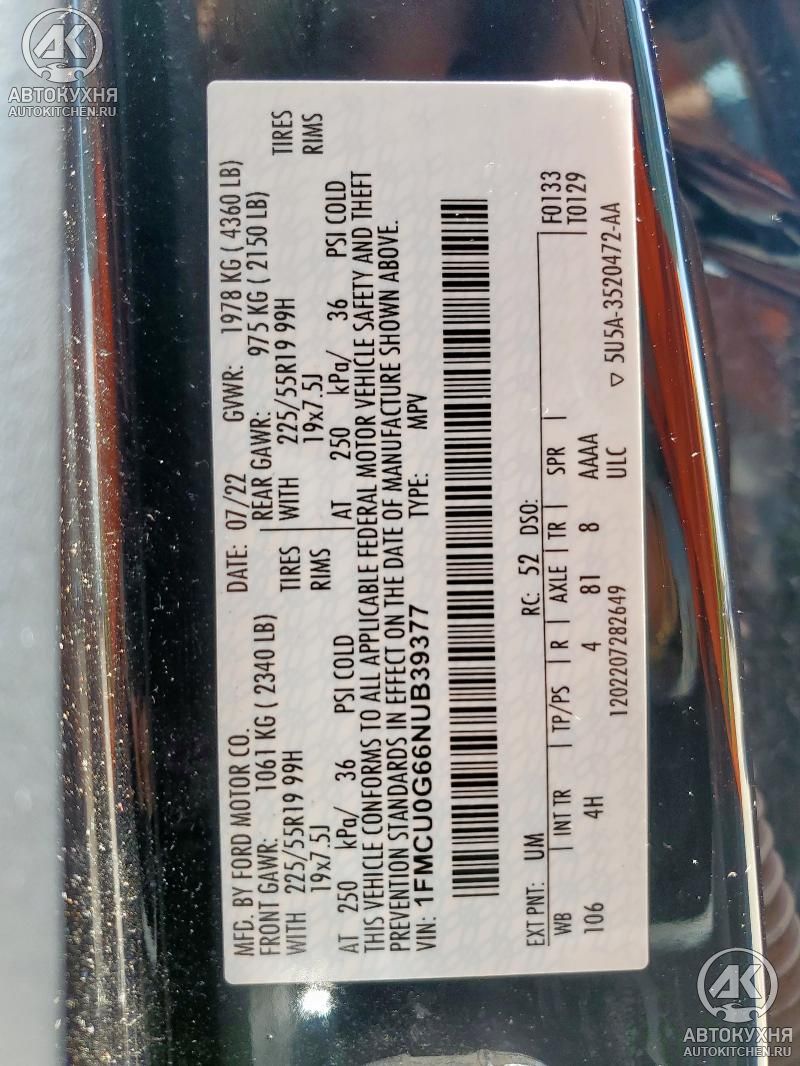 AK
АВТОКУХНЯ
AUTOKITCHEN.RU
MFD. BY FORD MOTOR CO. DATE: 07/22 GVWR: 1978 KG ( 4360 LB)
FRONT GAWR: 1061 KG ( 2340 LB) REAR GAWR: 975 KG ( 2150 LB)
WITH 225/55R19 99H TIRES WITH 225/55R19 99H TIRES
19x7.5J RIMS 19x7.5J RIMS
AT 250 kPa/ 36 PSI COLD AT 250 kPa/ 36 PSI COLD
THIS VEHICLE CONFORMS TO ALL APPLICABLE FEDERAL MOTOR VEHICLE SAFETY AND THEFT
PREVENTION STANDARDS IN EFFECT ON THE DATE OF MANUFACTURE SHOWN ABOVE.
VIN: 1FMCU0G66NUB39377 TYPE: MPV
EXT PNT: UM RC: 52 DSO: F0133
WB INT TR TP/PS R AXLE TR SPR T0129
106 4H 4 81 8 AAAA
ULC
1202207282649 ▽ 5U5A-3520472-AA
AK
АВТОКУХНЯ
AUTOKITCHEN.RU